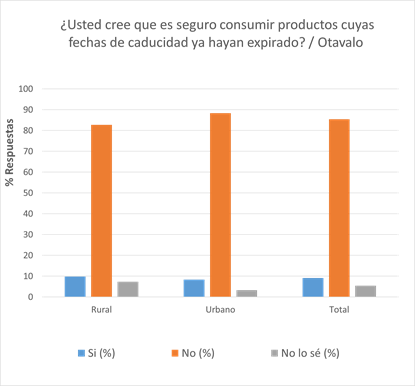 ¿Usted cree que es seguro consumir productos cuyas
fechas de caducidad ya hayan expirado? / Otavalo
% Respuestas
100
90
80
70
60
50
40
30
20
10
0
Rural Urbano Total
Si (%) No (%) No lo sé (%)